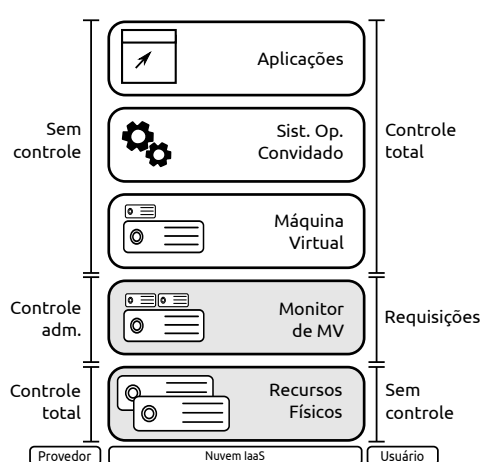 Aplicações
Sem
controle
Sist. Op.
Convidado
Controle
total
Máquina
Virtual
Controle
adm.
Monitor
de MV
Requisições
Controle
total
Recursos
Físicos
Sem
controle
Provedor
Nuvem IaaS
Usuário